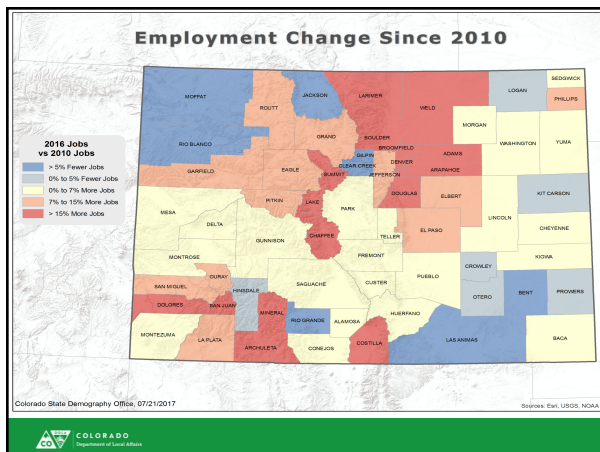 Employment Change Since 2010
2016 Jobs
vs 2010 Jobs
> 5% Fewer Jobs
0% to 5% Fewer Jobs
0% to 7% More Jobs
7% to 15% More Jobs
> 15% More Jobs
MOFFAT
ROUTT
JACKSON
LARIMER
WELD
LOGAN
SEDGWICK
PHILLIPS
MORGAN
WASHINGTON
YUMA
RIO BLANCO
GRAND
BOULDER
BROOMFIELD
GILPIN
ADAMS
CLEAR CREEK
DENVER
ARAPAHOE
GARFIELD
EAGLE
SUMMIT
JEFFERSON
DOUGLAS
ELBERT
KIT CARSON
PITKIN
LAKE
PARK
LINCOLN
MESA
DELTA
GUNNISON
CHAFFEE
TELLER
EL PASO
CHEYENNE
MONTROSE
FREMONT
KIOWA
OURAY
SAN MIGUEL
HINSDALE
SAGUACHE
CUSTER
PUEBLO
CROWLEY
OTERO
BENT
PROWERS
DOLORES
SAN JUAN
MINERAL
RIO GRANDE
ALAMOSA
HUERFANO
MONTEZUMA
LA PLATA
ARCHULETA
CONEJOS
COSTILLA
LAS ANIMAS
BACA
Colorado State Demography Office, 07/21/2017
Sources: Esri, USGS, NOAA
CO
COLORADO
Department of Local Affairs